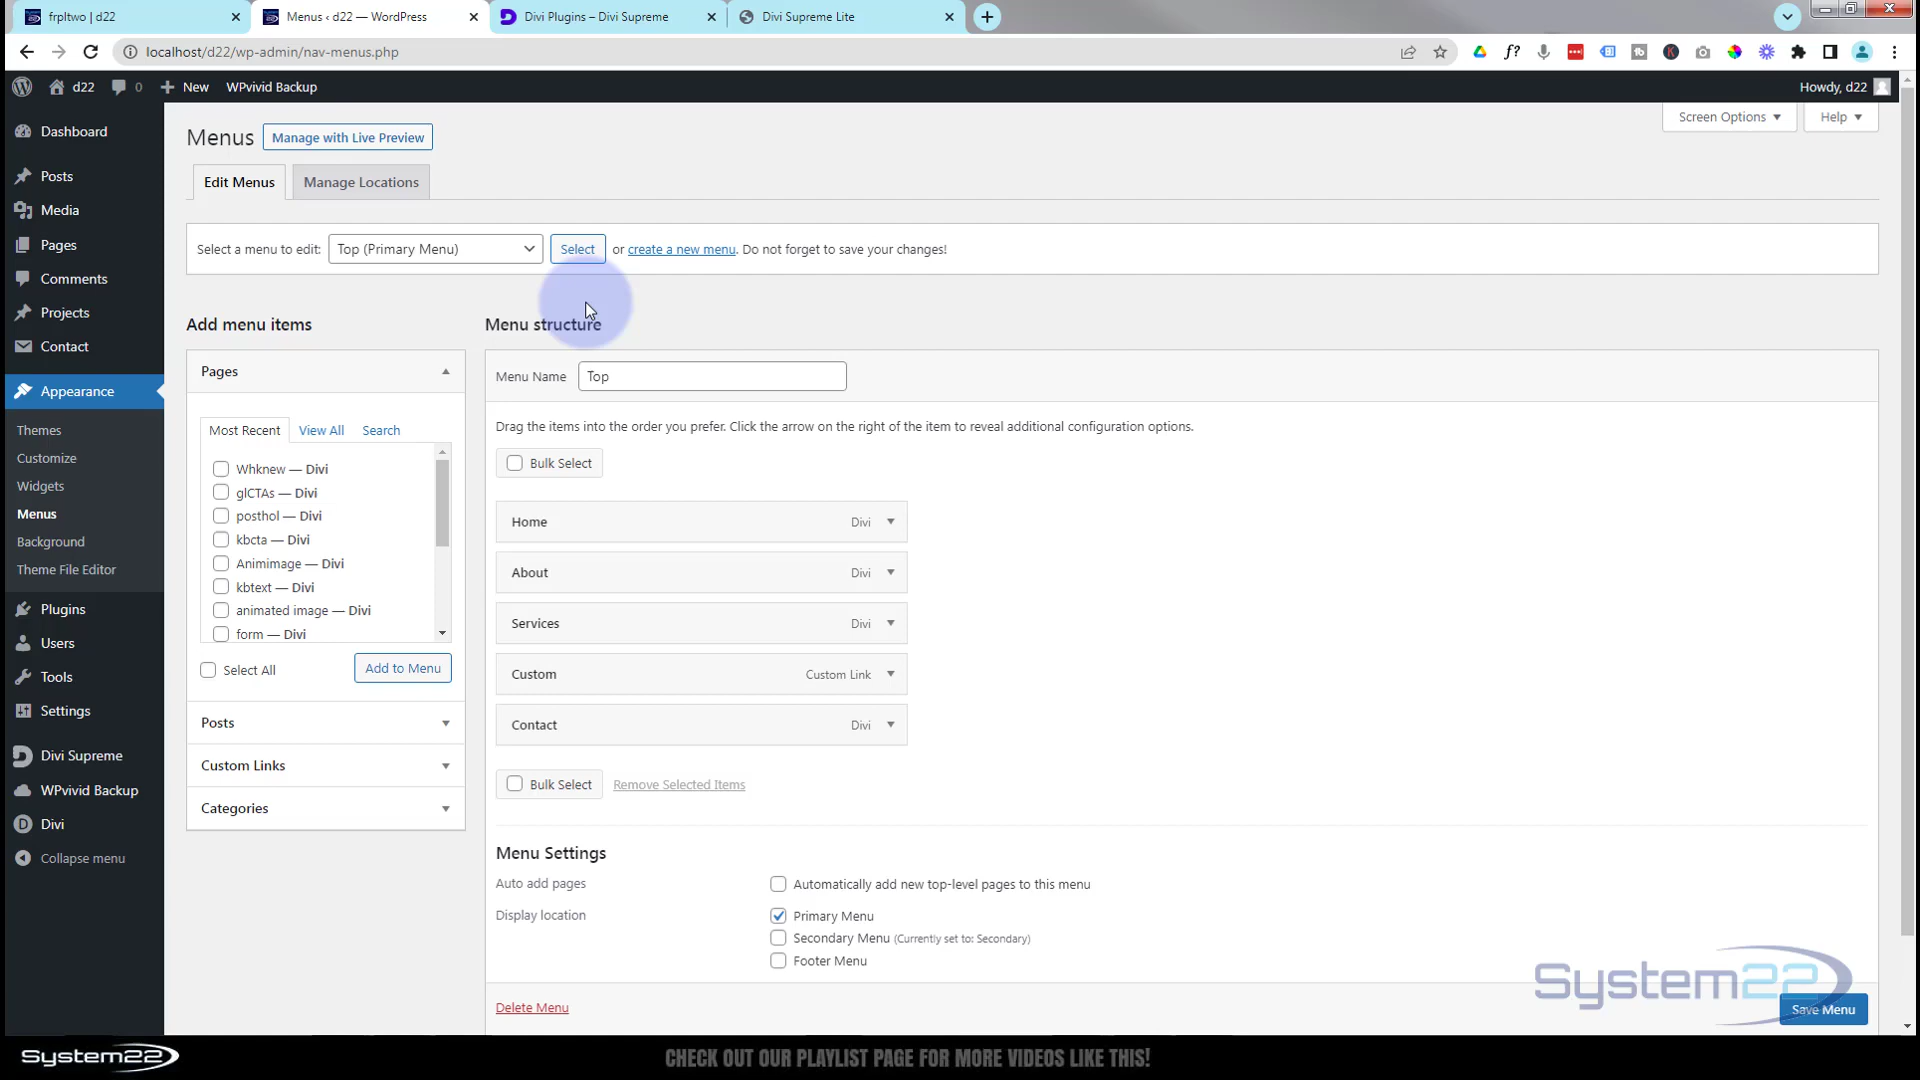 frpltwo | d22
Menus ‹ d22 — WordPress
Divi Plugins – Divi Supreme
Divi Supreme Lite
localhost/d22/wp-admin/nav-menus.php
d22
0
New
WPvivid Backup
Howdy, d22
Dashboard
Posts
Media
Pages
Comments
Projects
Contact
Appearance
Themes
Customize
Widgets
Menus
Background
Theme File Editor
Plugins
Users
Tools
Settings
Divi Supreme
WPvivid Backup
Divi
Collapse menu
Menus
Manage with Live Preview
Screen Options
Help
Edit Menus
Manage Locations
Select a menu to edit: Top (Primary Menu) Select or create a new menu. Do not forget to save your changes!
Add menu items
Pages
Most Recent
View All
Search
Whknew — Divi
glCTAs — Divi
posthol — Divi
kbcta — Divi
Animimage — Divi
kbtext — Divi
animated image — Divi
form — Divi
Select All
Add to Menu
Posts
Custom Links
Categories
Menu structure
Menu Name Top
Drag the items into the order you prefer. Click the arrow on the right of the item to reveal additional configuration options.
Bulk Select
Home Divi
About Divi
Services Divi
Custom Custom Link
Contact Divi
Bulk Select Remove Selected Items
Menu Settings
Auto add pages
Automatically add new top-level pages to this menu
Display location
Primary Menu
Secondary Menu (Currently set to: Secondary)
Footer Menu
Delete Menu
Save Menu
System22
System22
CHECK OUT OUR PLAYLIST PAGE FOR MORE VIDEOS LIKE THIS!